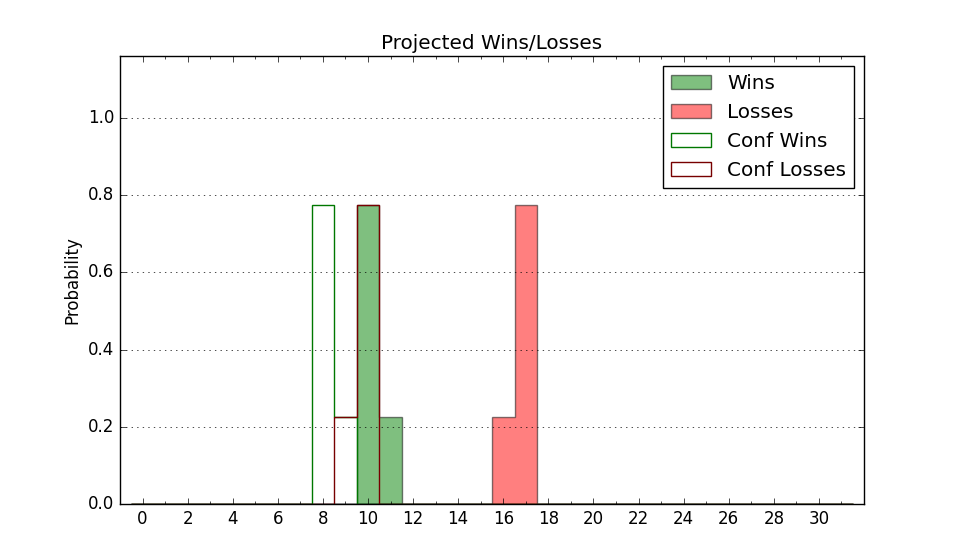 Projected Wins/Losses
Wins
Losses
Conf Wins
Conf Losses
Probability
1.0
0.8
0.6
0.4
0.2
0.0
0 2 4 6 8 10 12 14 16 18 20 22 24 26 28 30